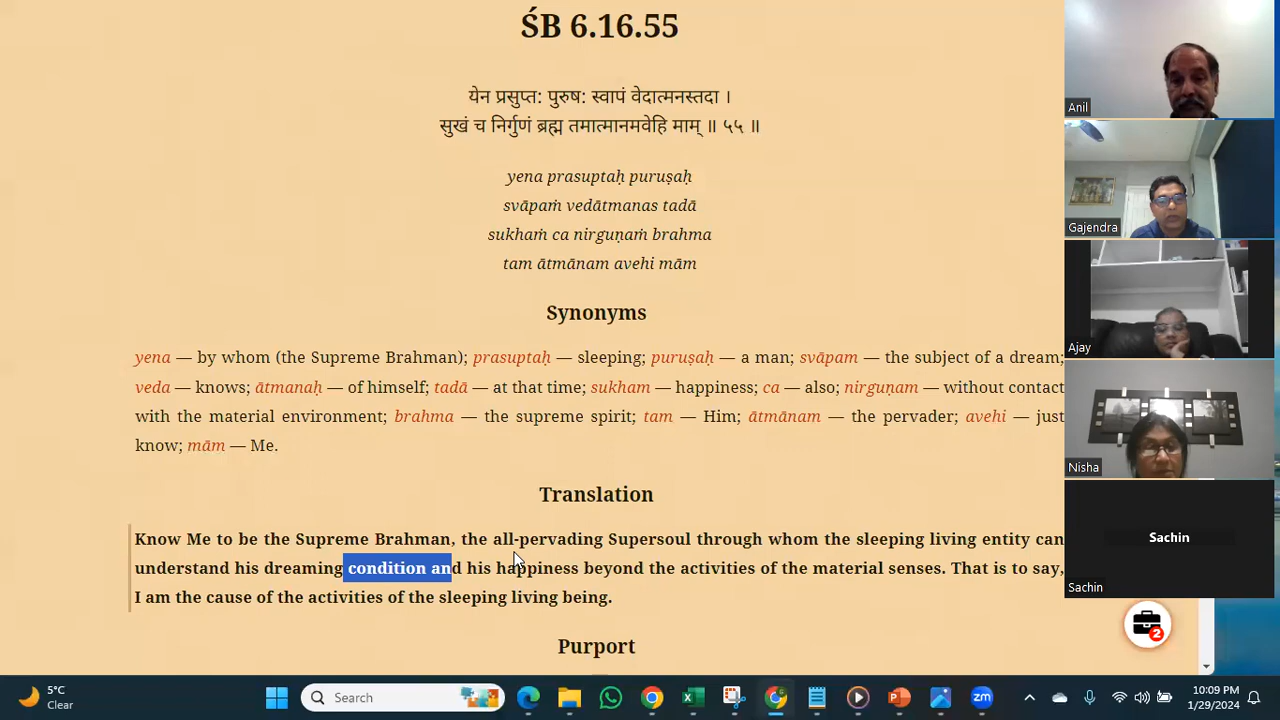 ŚB 6.16.55
येन प्रसुप्त: पुरुष: स्वापं वेदात्मनस्तदा ।
सुखं च निर्गुणं ब्रह्म तमात्मानमवेहि माम् ॥ ५५ ॥
yena prasuptaḥ puruṣaḥ
svāpaṁ vedātmanas tadā
sukhaṁ ca nirguṇaṁ brahma
tam ātmānam avehi mām
Synonyms
yena — by whom (the Supreme Brahman); prasuptaḥ — sleeping; puruṣaḥ — a man; svāpam — the subject of a dream;
veda — knows; ātmanaḥ — of himself; tadā — at that time; sukham — happiness; ca — also; nirguṇam — without contact
with the material environment; brahma — the supreme spirit; tam — Him; ātmānam — the pervader; avehi — just
know; mām — Me.
Translation
Know Me to be the Supreme Brahman, the all-pervading Supersoul through whom the sleeping living entity can
understand his dreaming condition and his happiness beyond the activities of the material senses. That is to say,
I am the cause of the activities of the sleeping living being.
Purport
Anil
Gajendra
Ajay
Nisha
Sachin
Sachin
2
5°C
Clear
Search
zm
10:09 PM
1/29/2024